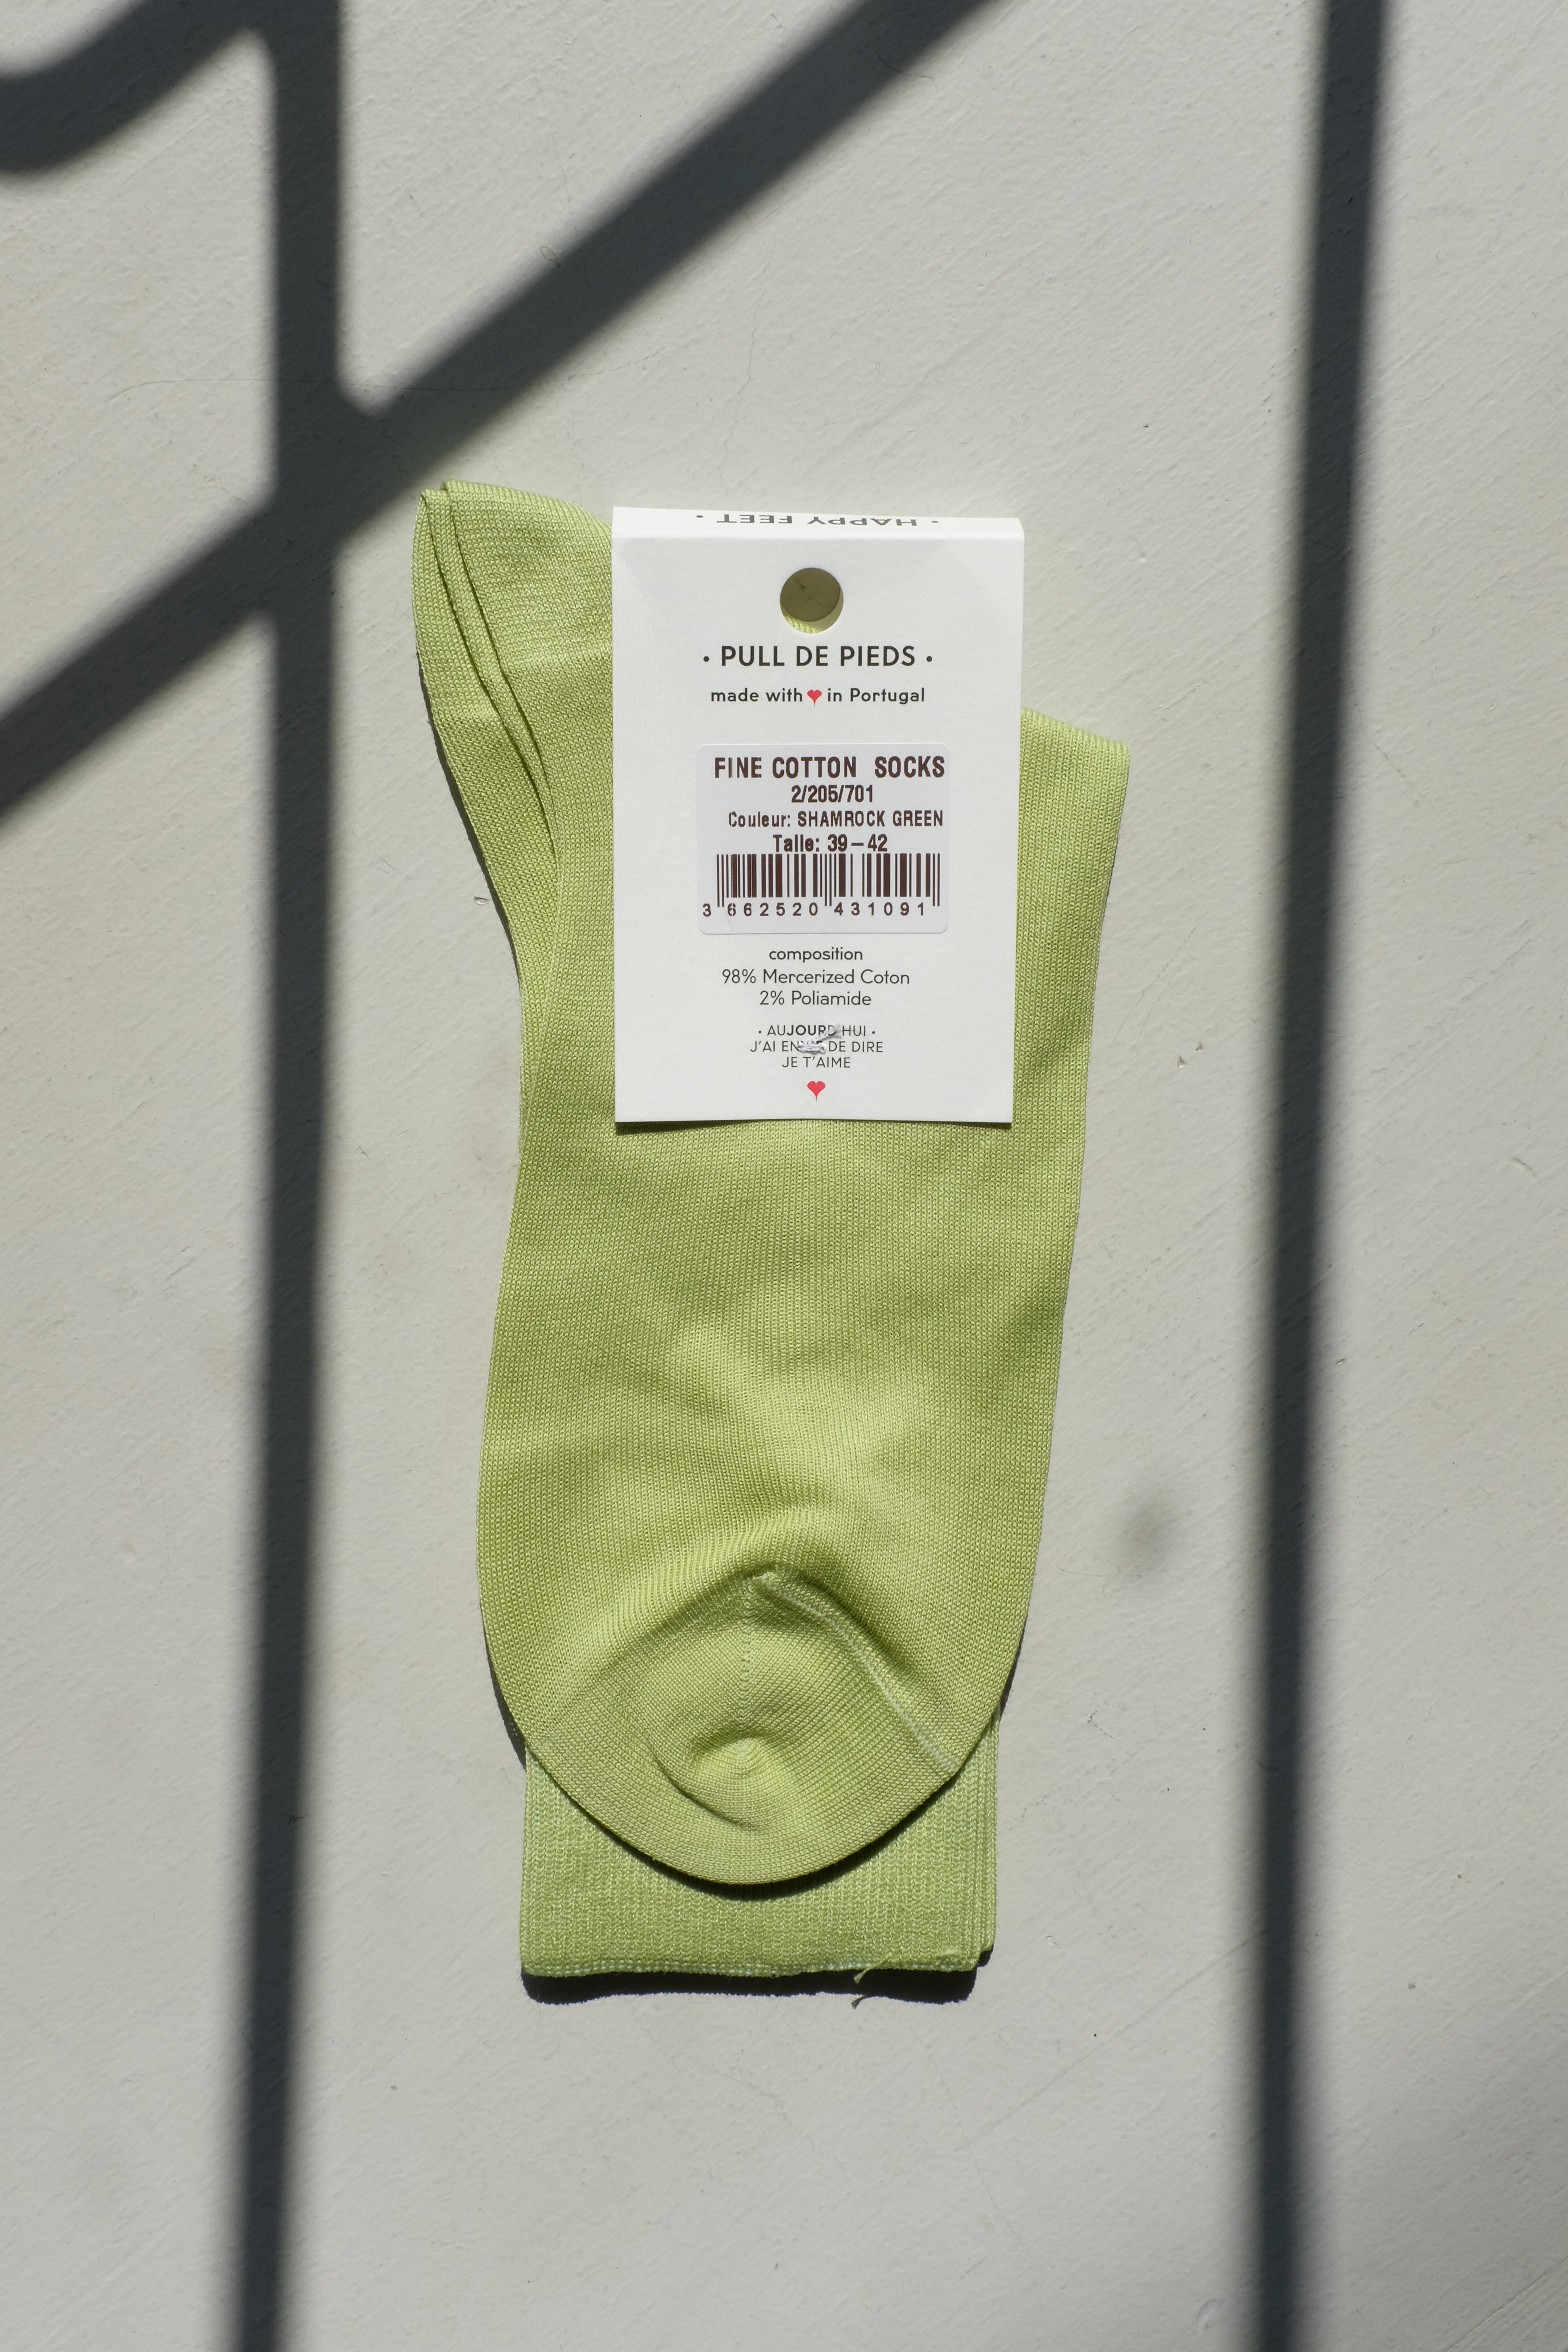 · HAPPY FEET ·
· PULL DE PIEDS ·
made with ♥ in Portugal
FINE COTTON SOCKS
2/205/701
Couleur: SHAMROCK GREEN
Talle: 39-42
3 662520 431091
composition
98% Mercerized Coton
2% Poliamide
· AUJOURD'HUI ·
J'AI DE DIRE
JE T'AIME